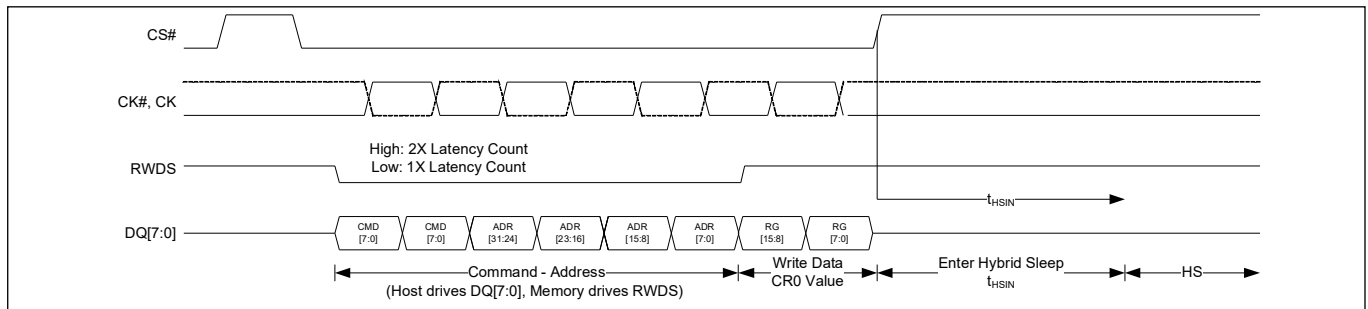 CS#
CK#, CK
High: 2X Latency Count
Low: 1X Latency Count
RWDS
tHSIN
DQ[7:0]
CMD [7:0]
CMD [7:0]
ADR [31:24]
ADR [23:16]
ADR [15:8]
ADR [7:0]
RG [15:8]
RG [7:0]
Command - Address
(Host drives DQ[7:0], Memory drives RWDS)
Write Data
CR0 Value
Enter Hybrid Sleep
tHSIN
HS